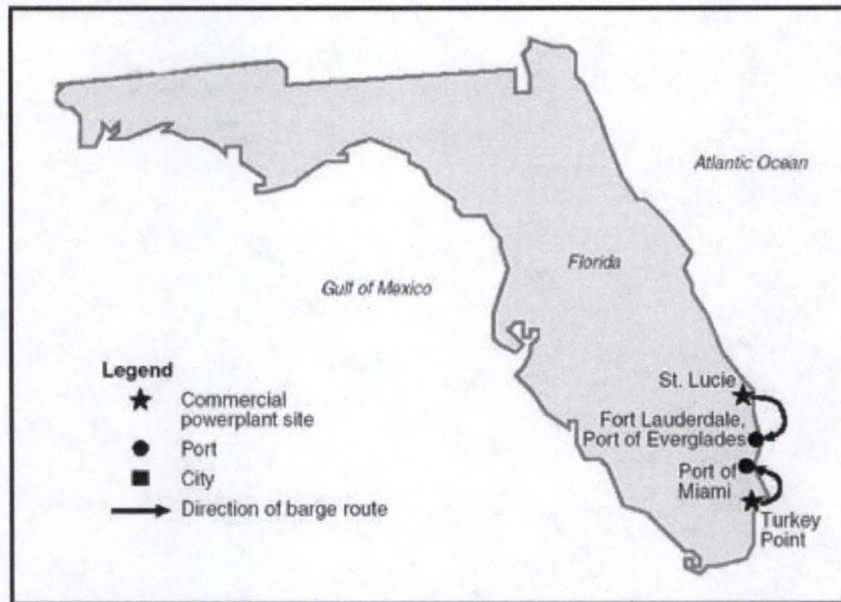 Atlantic Ocean
Florida
Gulf of Mexico
St. Lucie
Fort Lauderdale,
Port of Everglades
Port of
Miami
Turkey
Point
Legend
Commercial
powerplant site
Port
City
Direction of barge route